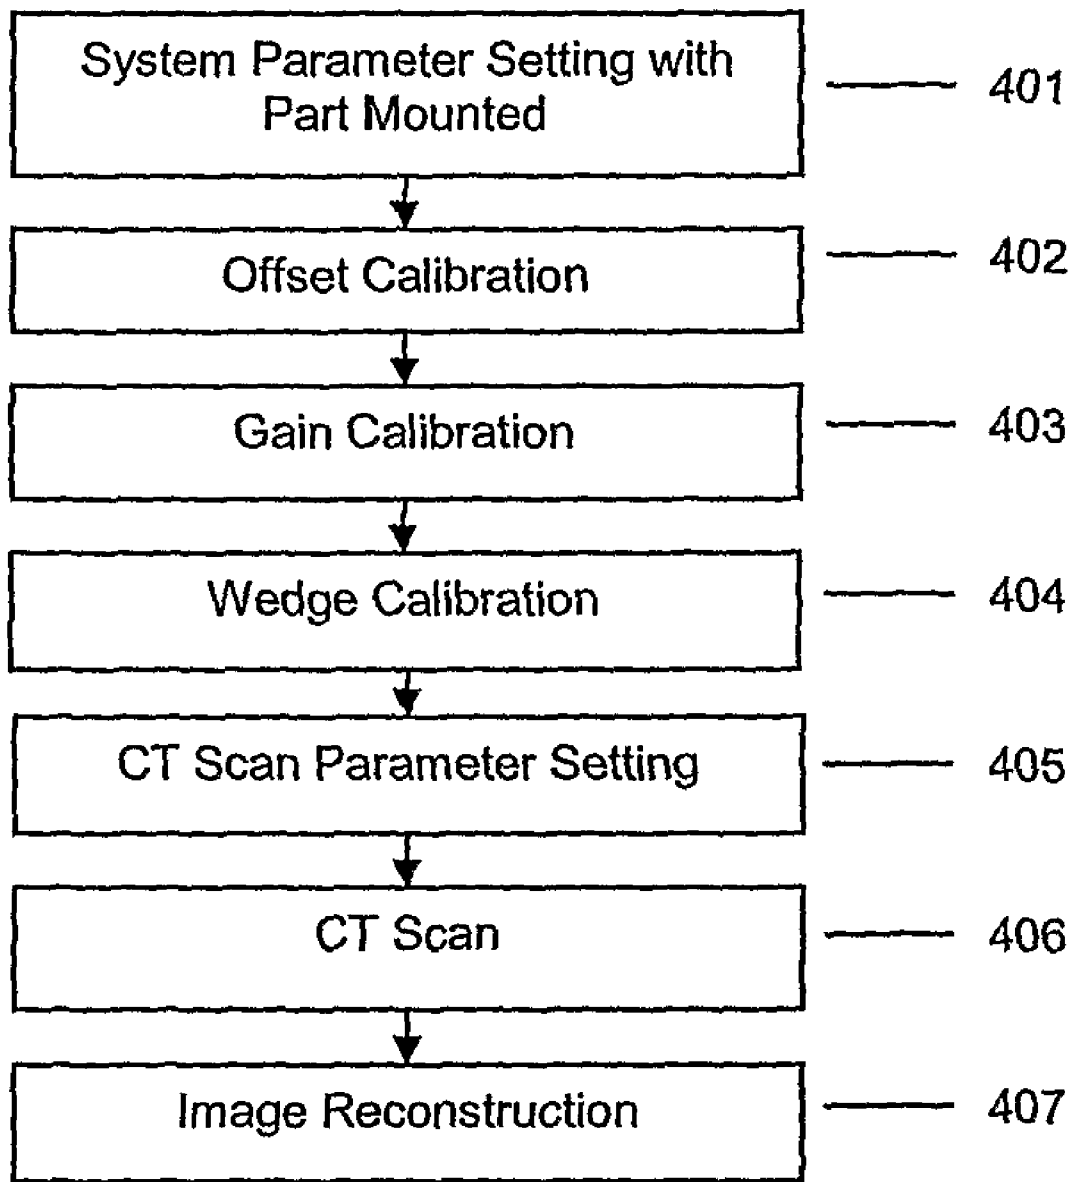 System Parameter Setting with
Part Mounted
401
Offset Calibration
402
Gain Calibration
403
Wedge Calibration
404
CT Scan Parameter Setting
405
CT Scan
406
Image Reconstruction
407